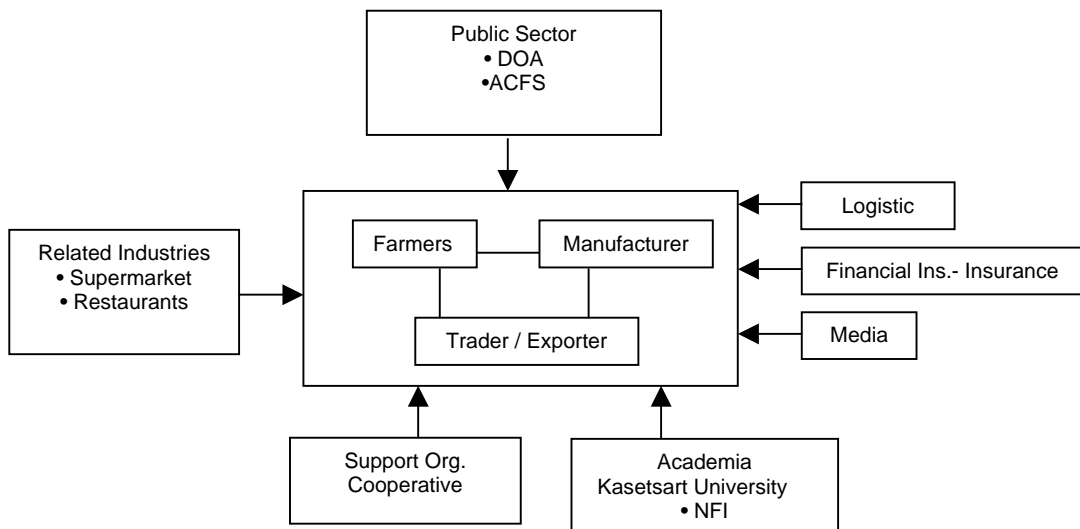 Public Sector
• DOA
•ACFS
Logistic
Farmers
Manufacturer
Related Industries
• Supermarket
• Restaurants
Financial Ins.- Insurance
Trader / Exporter
Media
Support Org.
Cooperative
Academia
Kasetsart University
• NFI